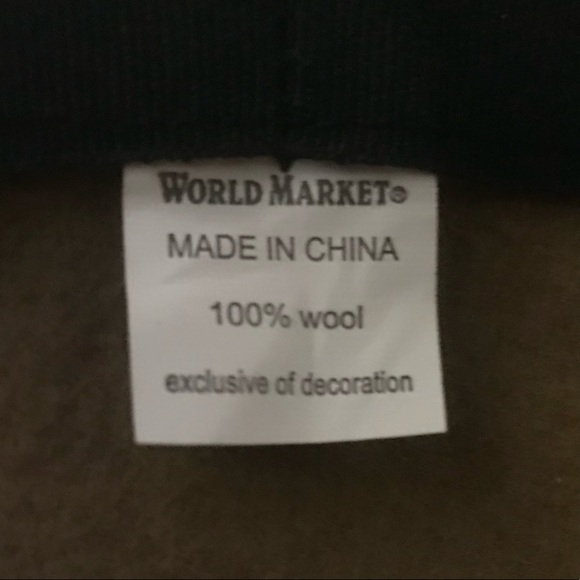 WORLD MARKET®
MADE IN CHINA
100% wool
exclusive of decoration